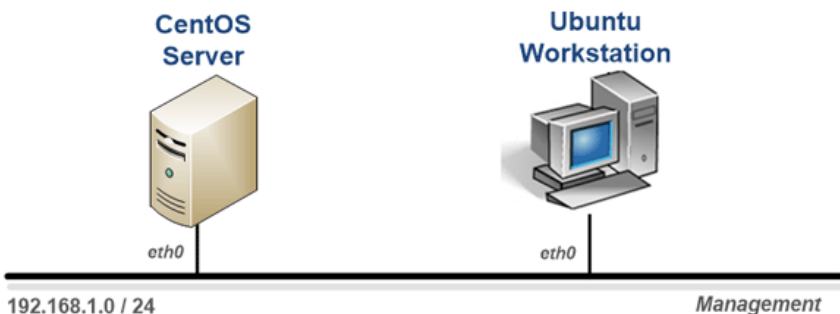 CentOS
Server
Ubuntu
Workstation
eth0
eth0
192.168.1.0 / 24
Management